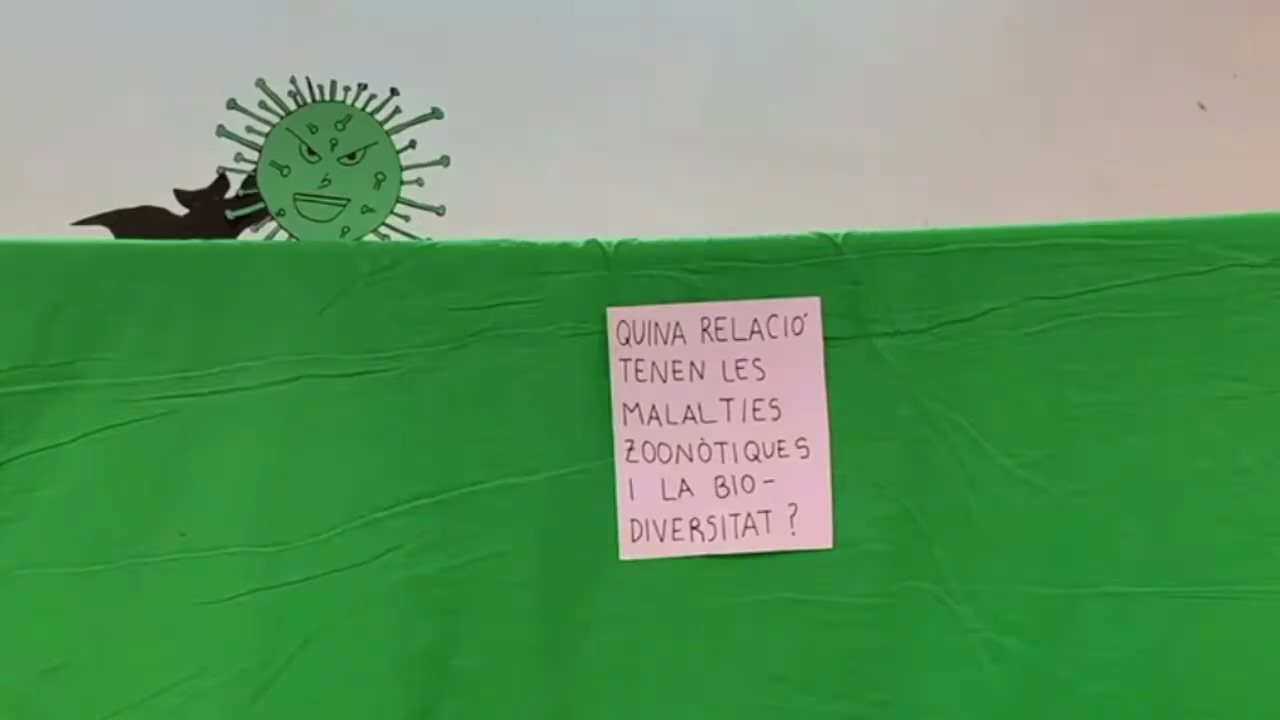 QUINA RELACIÓ
TENEN LES
MALALTIES
ZOONÒTIQUES
I LA BIO-
DIVERSITAT?